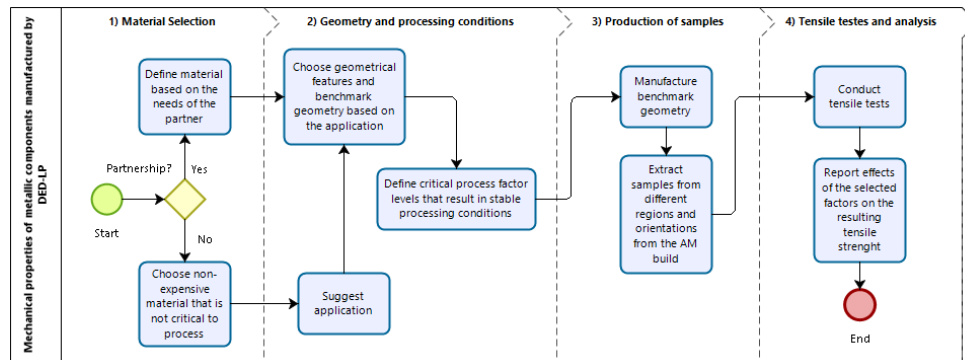 Mechanical properties of metallic components manufactured by
DED-LP
1) Material Selection
2) Geometry and processing conditions
3) Production of samples
4) Tensile testes and analysis
Define material
based on the
needs of the
partner
Partnership?
Yes
Start
No
Choose non-
expensive
material that is
not critical to
process
Choose geometrical
features and
benchmark
geometry based on
the application
Define critical process factor
levels that result in stable
processing conditions
Suggest
application
Manufacture
benchmark
geometry
Extract
samples from
different
regions and
orientations
from the AM
build
Conduct
tensile tests
Report effects
of the selected
factors on the
resulting
tensile
strenght
End